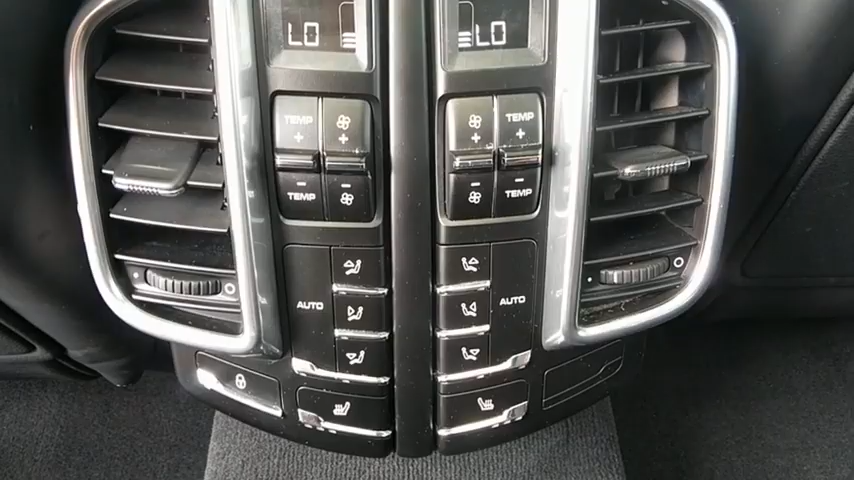 LO LO
TEMP TEMP
+ + + +
- - - -
TEMP TEMP
AUTO AUTO